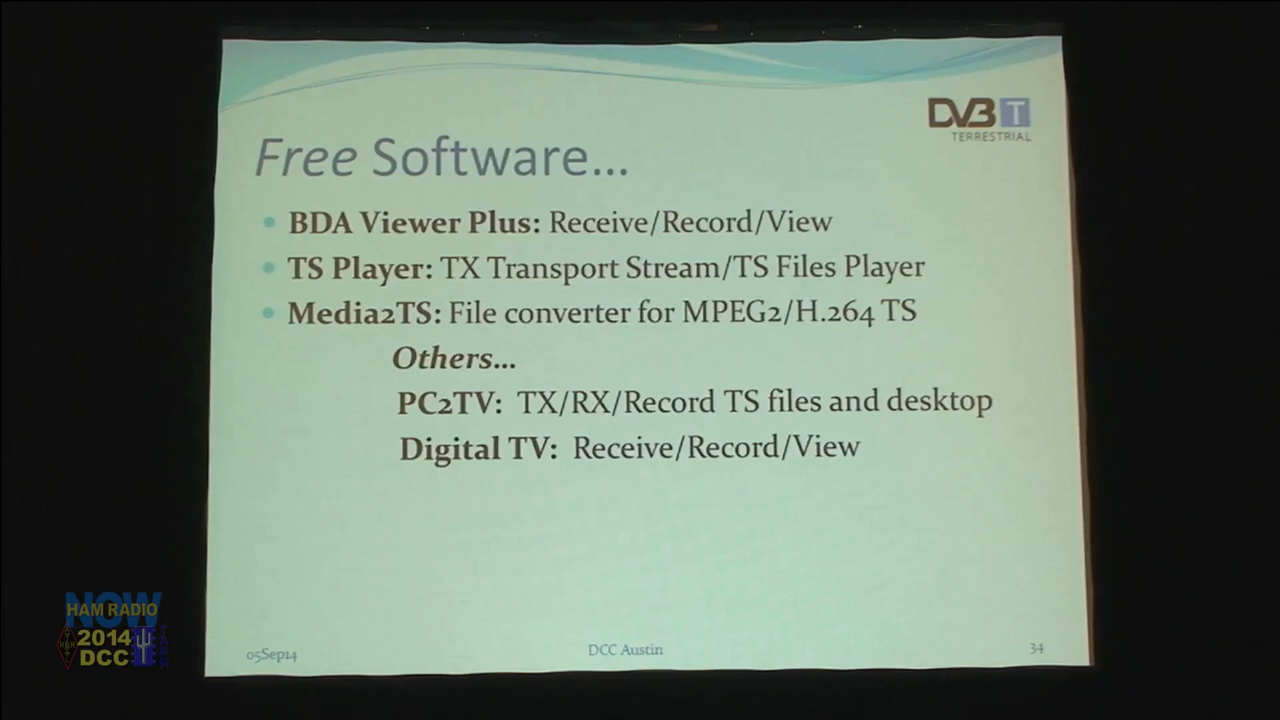 DVB T
TERRESTRIAL
Free Software...
• BDA Viewer Plus: Receive/Record/View
• TS Player: TX Transport Stream/TS Files Player
• Media2TS: File converter for MPEG2/H.264 TS
Others...
PC2TV: TX/RX/Record TS files and desktop
Digital TV: Receive/Record/View
05Sep14
DCC Austin
34
NOW
HAM RADIO
2014
DCC